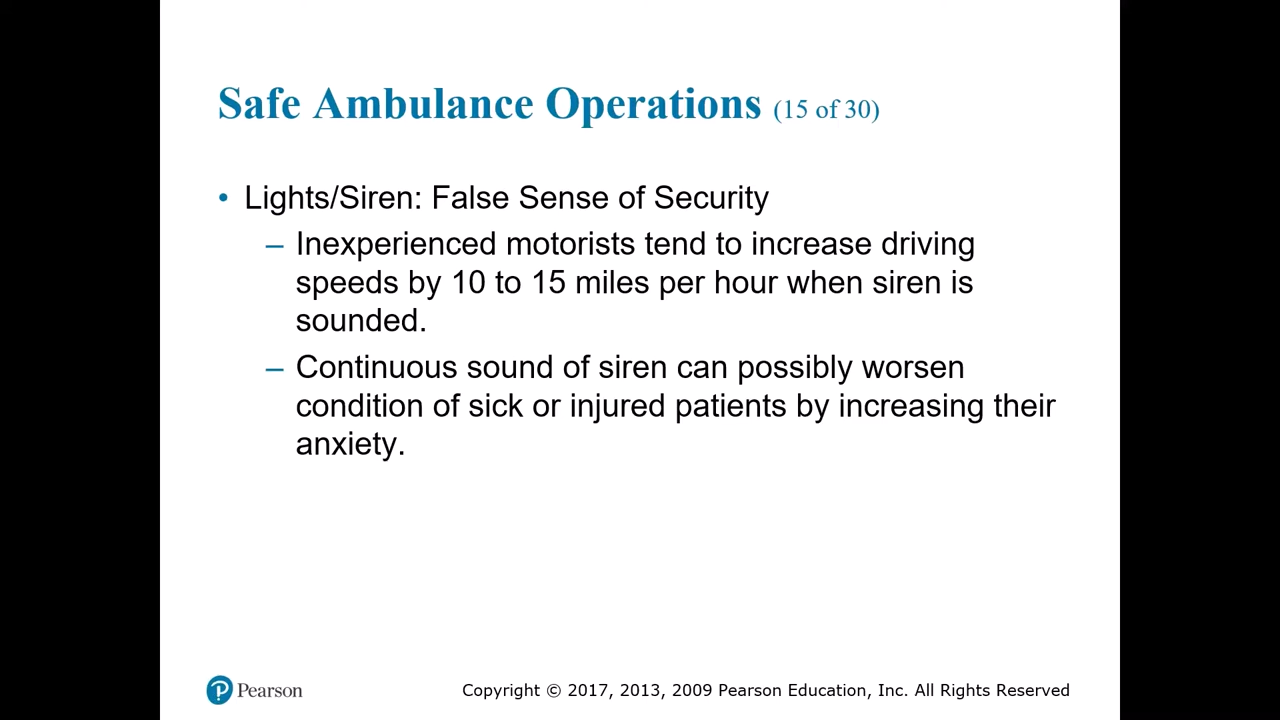 Safe Ambulance Operations (15 of 30)
• Lights/Siren: False Sense of Security
– Inexperienced motorists tend to increase driving
speeds by 10 to 15 miles per hour when siren is
sounded.
– Continuous sound of siren can possibly worsen
condition of sick or injured patients by increasing their
anxiety.
P Pearson
Copyright © 2017, 2013, 2009 Pearson Education, Inc. All Rights Reserved